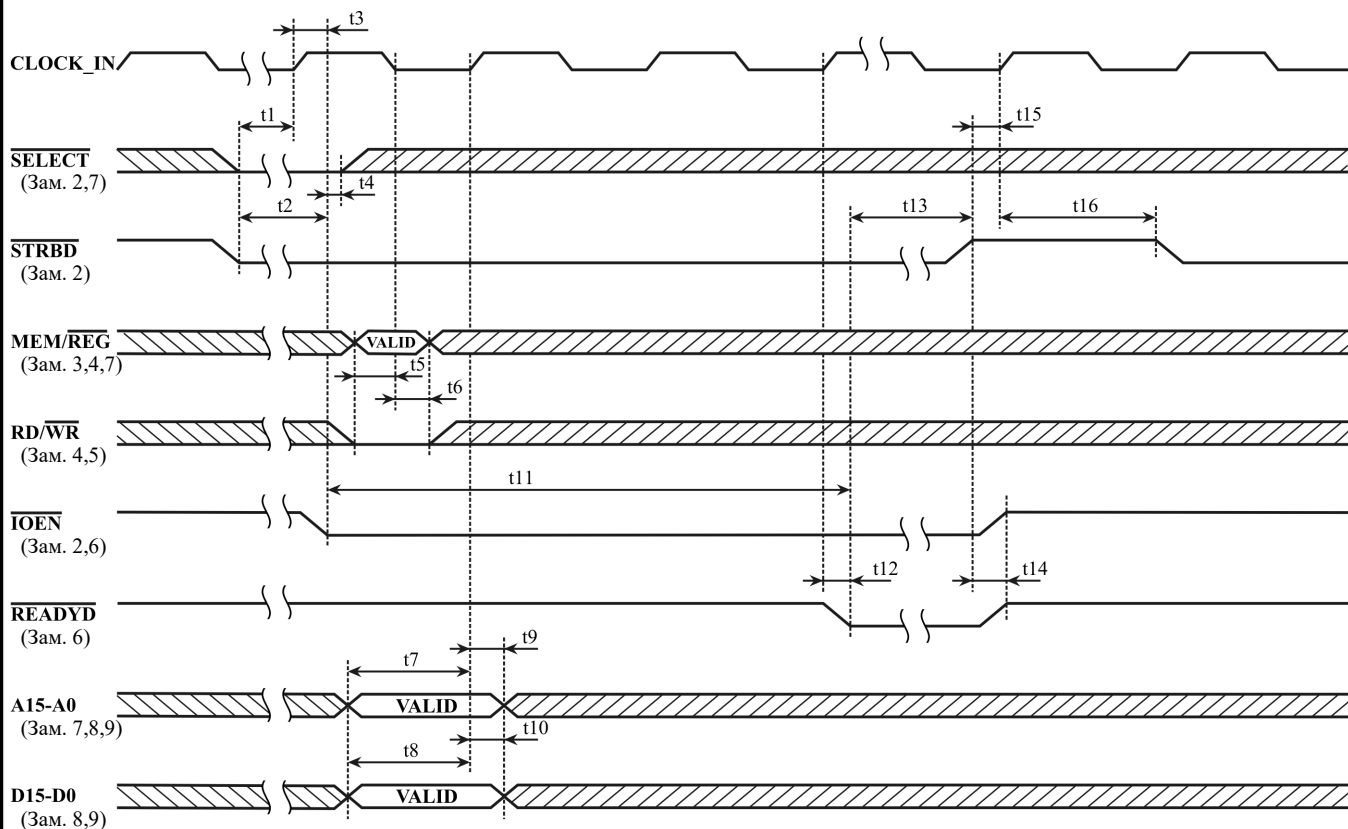 t3
CLOCK_IN
t1
t15
SELECT
(Зам. 2,7)
t4
t2
t13
t16
STRBD
(Зам. 2)
MEM/REG
VALID
(Зам. 3,4,7)
t5
t6
RD/WR
(Зам. 4,5)
t11
IOEN
(Зам. 2,6)
t12
t14
READYD
(Зам. 6)
t9
t7
A15-A0
VALID
(Зам. 7,8,9)
t10
t8
D15-D0
VALID
(Зам. 8,9)